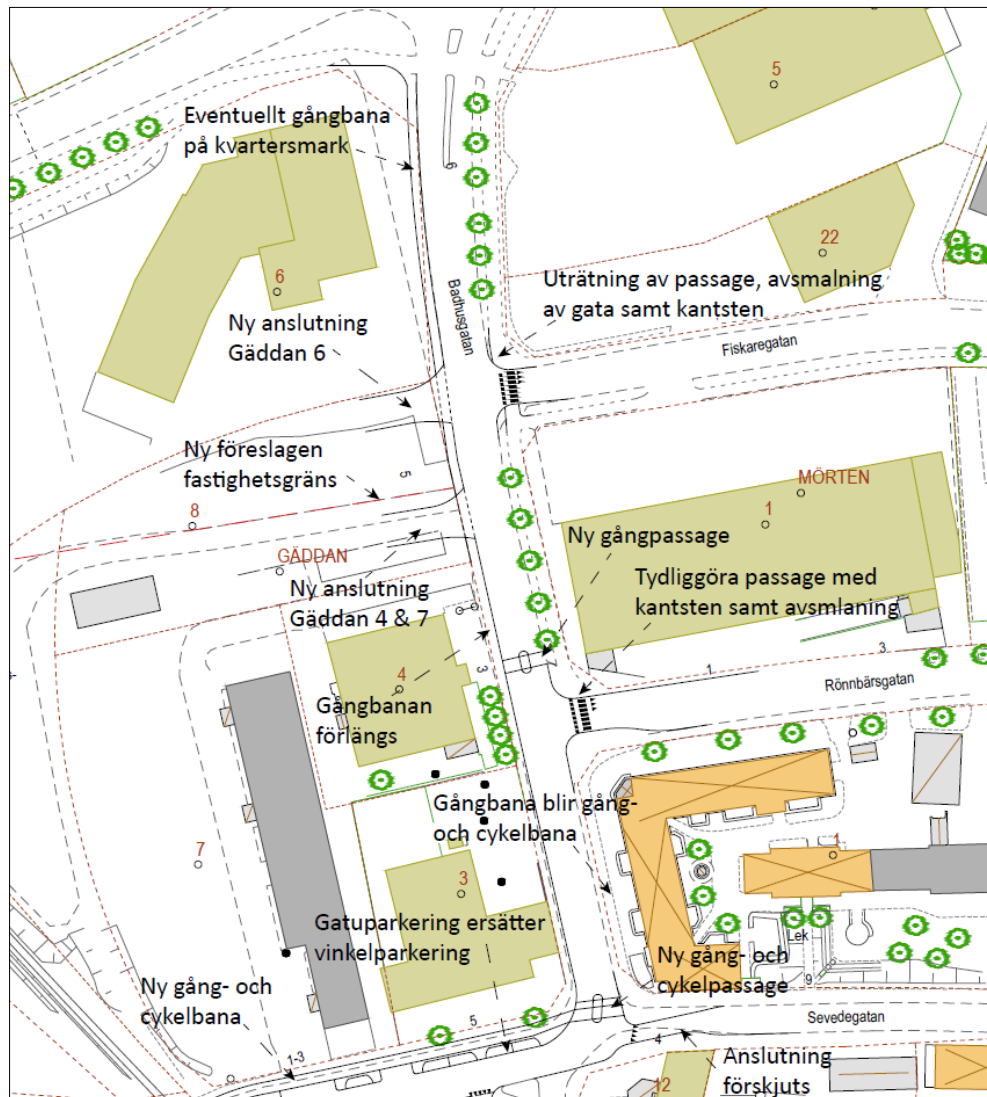 5
Eventuellt gångbana
på kvartersmark
6
22
6
Uträtning av passage, avsmalning
av gata samt kantsten
Badhusgatan
Ny anslutning
Gäddan 6
Fiskaregatan
Ny föreslagen
fastighetsgräns
5
MÖRTEN
8
1
GÄDDAN
Ny gångpassage
Ny anslutning
Gäddan 4 & 7
Tydliggöra passage med
kantsten samt avsmlaning
3
1
3
4
Rönnbärsgatan
Gångbanan
förlängs
Gångbana blir gång-
och cykelbana
7
1
3
Gatuparkering ersätter
vinkelparkering
Lek
Ny gång- och
cykelpassage
9
Ny gång- och
cykelbana
5
Sevedegatan
4
1-3
Anslutning
förskjuts
12